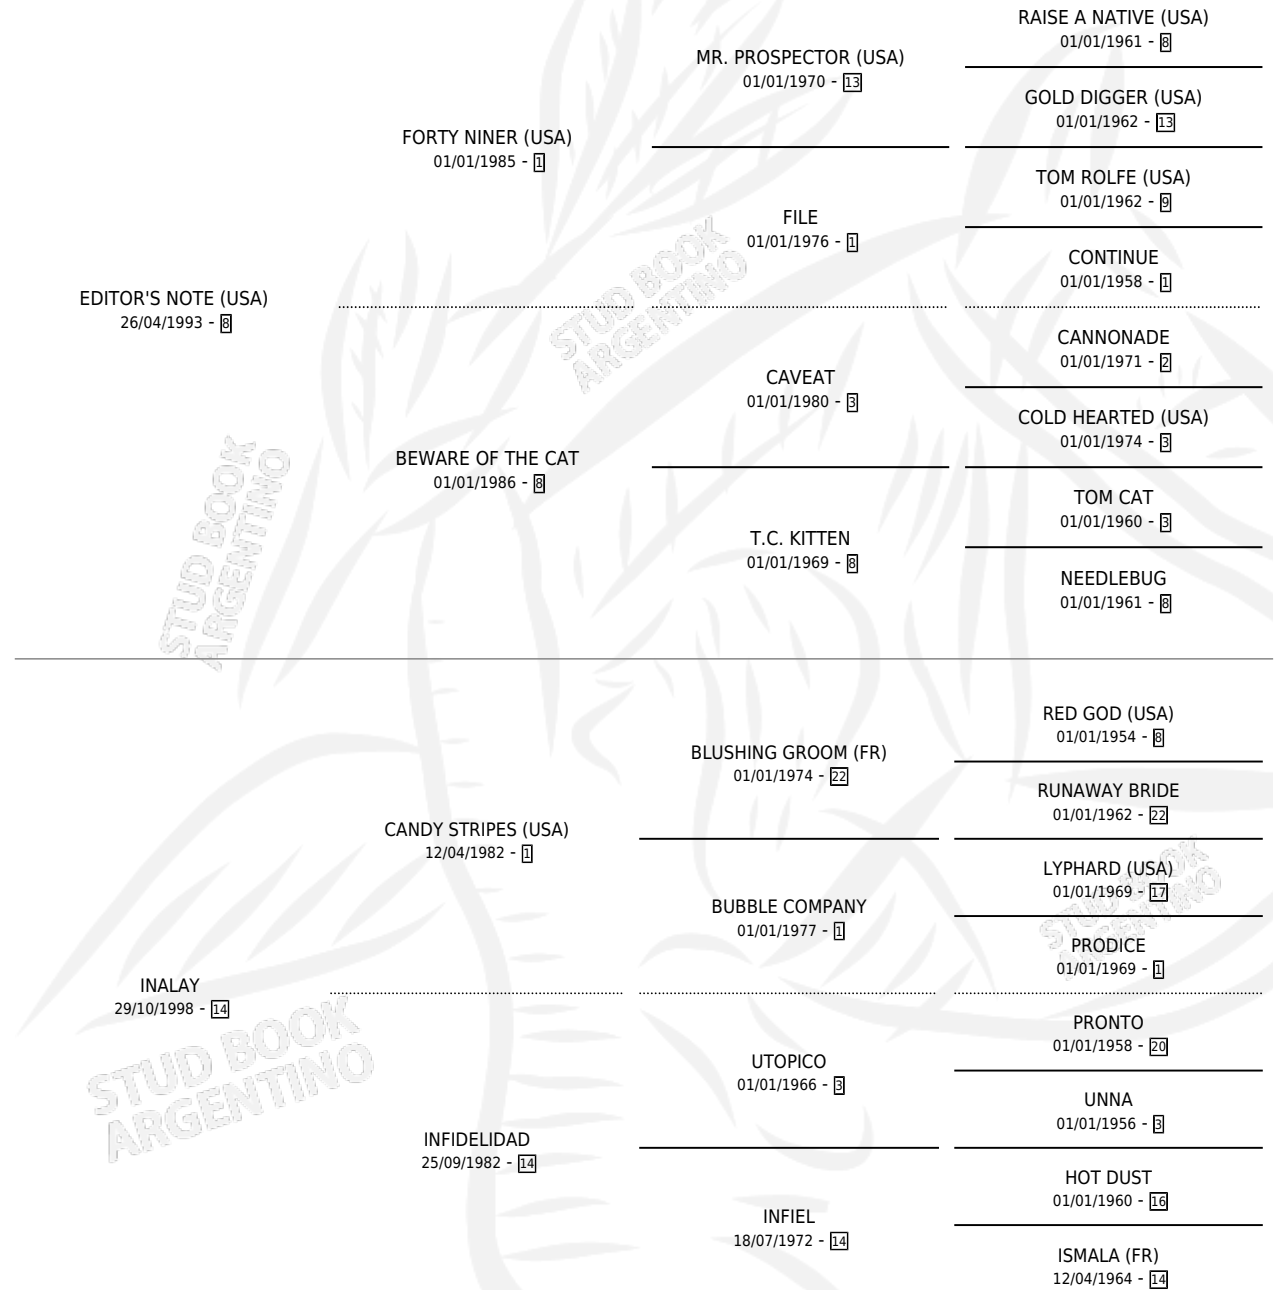 RAISE A NATIVE (USA)
01/01/1961 - 8
MR. PROSPECTOR (USA)
01/01/1970 - 13
GOLD DIGGER (USA)
01/01/1962 - 13
FORTY NINER (USA)
01/01/1985 - 1
TOM ROLFE (USA)
01/01/1962 - 9
FILE
01/01/1976 - 1
CONTINUE
01/01/1958 - 1
EDITOR'S NOTE (USA)
26/04/1993 - 8
STUD BOOK
ARGENTINO
CANNONADE
01/01/1971 - 2
CAVEAT
01/01/1980 - 3
COLD HEARTED (USA)
01/01/1974 - 3
BEWARE OF THE CAT
01/01/1986 - 8
TOM CAT
01/01/1960 - 3
T.C. KITTEN
01/01/1969 - 8
NEEDLEBUG
01/01/1961 - 8
STUD BOOK
ARGENTINO
RED GOD (USA)
01/01/1954 - 8
BLUSHING GROOM (FR)
01/01/1974 - 22
RUNAWAY BRIDE
01/01/1962 - 22
CANDY STRIPES (USA)
12/04/1982 - 1
LYPHARD (USA)
01/01/1969 - 17
STUD BOOK
ARGENTINO
BUBBLE COMPANY
01/01/1977 - 1
PRODICE
01/01/1969 - 1
INALAY
29/10/1998 - 14
STUD BOOK
ARGENTINO
PRONTO
01/01/1958 - 20
UTOPICO
01/01/1966 - 3
UNNA
01/01/1956 - 3
INFIDELIDAD
25/09/1982 - 14
HOT DUST
01/01/1960 - 16
INFIEL
18/07/1972 - 14
ISMALA (FR)
12/04/1964 - 14